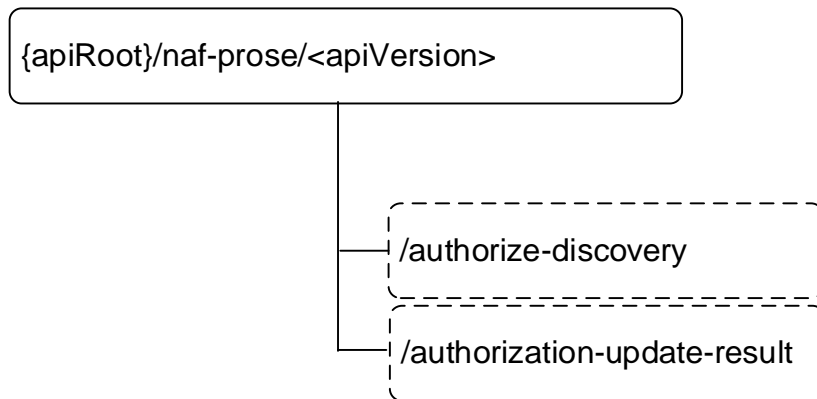 {apiRoot}/naf-prose/<apiVersion>
/authorize-discovery
/authorization-update-result